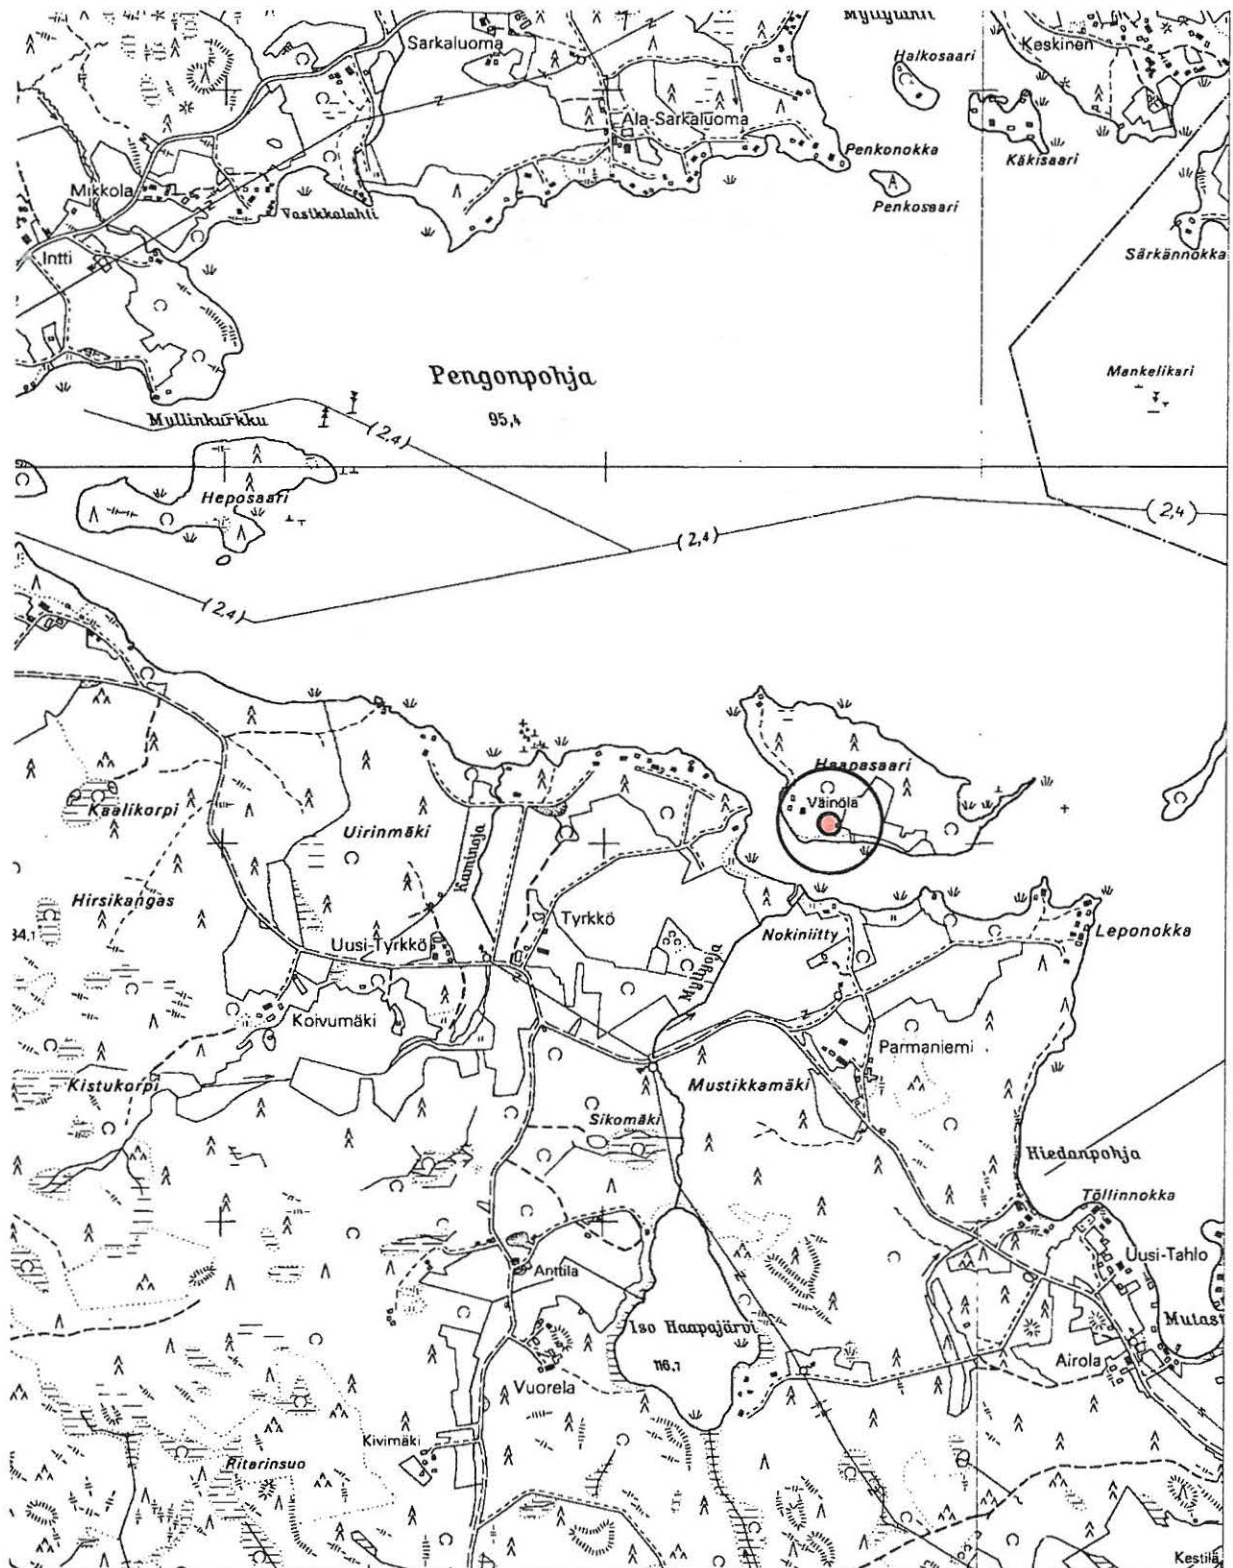 Sarkaluoma
Keskinen
Halkosaari
Ala-Sarkaluoma
Penkonokka
Käkisaari
Mikkola
Vasikkalahti
Penkosaari
Intti
Särkännokka
Pengonpohja
Mankelikari
Myllinkurkku
95,4
(2,4)
Heposaari
(2,4)
(2,4)
(2,4)
Haapasaari
Väinölä
Kaalikorpi
Uirinmäki
Kaminoja
Hirsikangas
Tyrkkö
Uusi-Tyrkkö
Nokiniitty
Leponokka
Myllyoja
Koivumäki
Parmaniemi
Kistukorpi
Mustikkamäki
Sikomäki
Hiedanpohja
Töllinnokka
Uusi-Tahlo
Anttila
Iso Haapajärvi
116,7
Airola
Vuorela
Kivimäki
Pitarinsuo
Kestilä